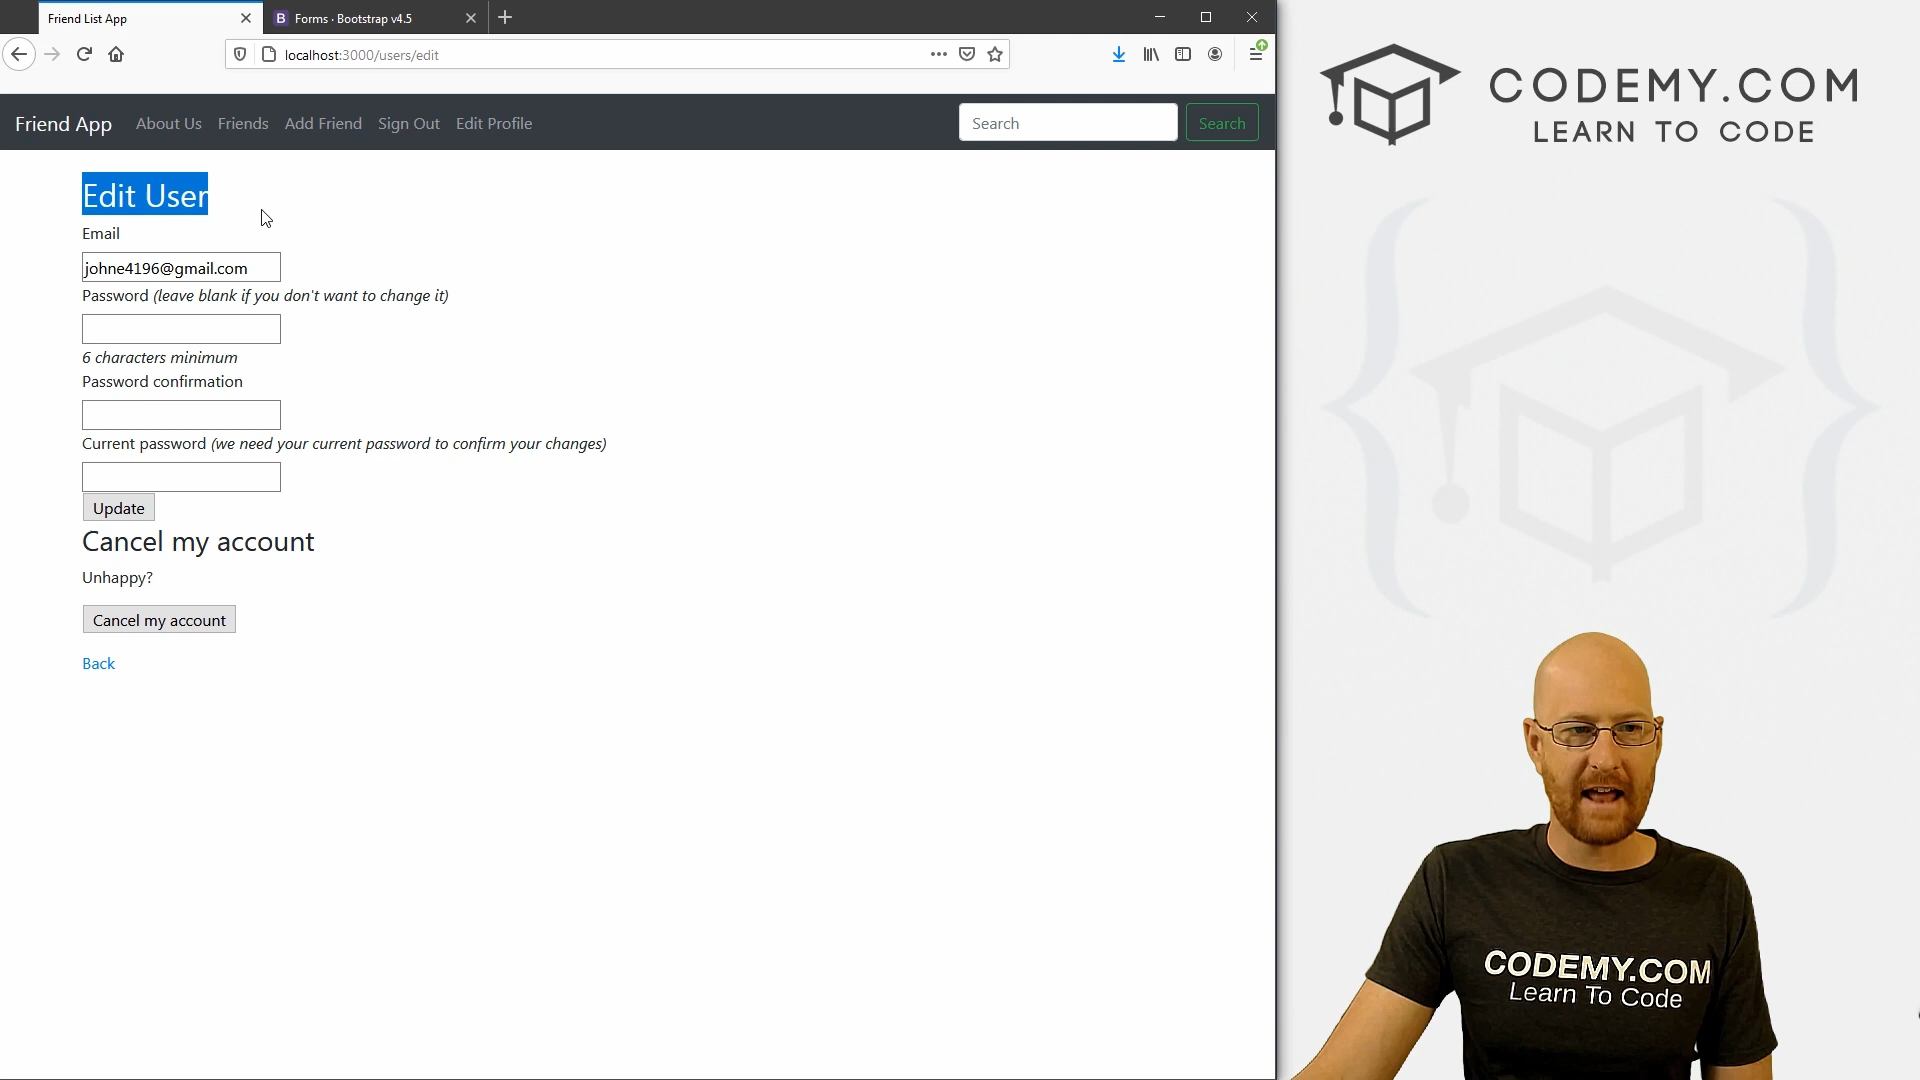 Friend List App
B Forms · Bootstrap v4.5
localhost:3000/users/edit
Friend App About Us Friends Add Friend Sign Out Edit Profile Search Search
Edit User
Email
johne4196@gmail.com
Password (leave blank if you don't want to change it)
6 characters minimum
Password confirmation
Current password (we need your current password to confirm your changes)
Update
Cancel my account
Unhappy?
Cancel my account
Back
CODEMY.COM
LEARN TO CODE
CODEMY.COM
Learn To Code